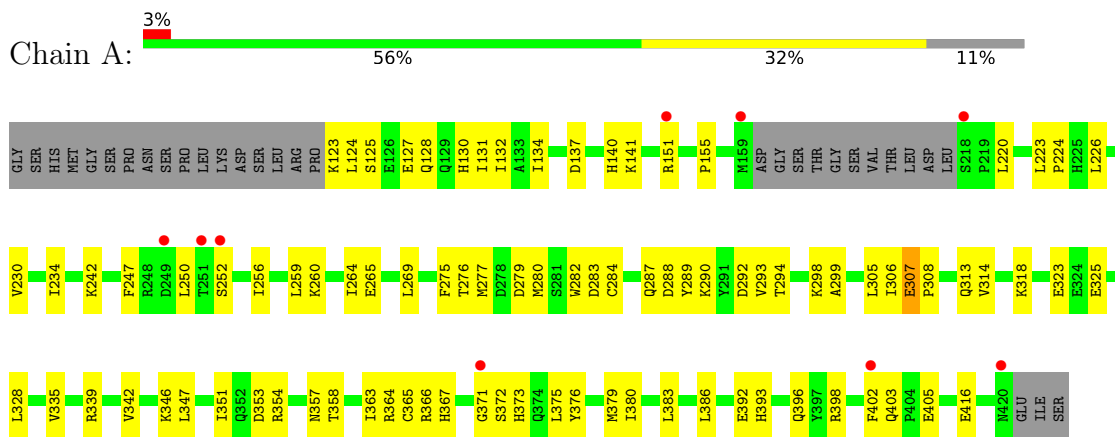 3%
Chain A:
56% 32% 11%
GLY SER HIS MET GLY SER PRO ASN SER PRO LEU LYS ASP SER LEU ARG PRO K123 L124 S125 E126 E127 Q128 Q129 H130 I131 I132 A133 I134 D137 H140 K141 R151 P155 M159 ASP GLY SER THR GLY SER VAL THR LEU ASP LEU S218 P219 L220 L223 P224 H225 L226
V230 I234 K242 F247 R248 D249 L250 T251 S252 I256 L259 K260 I264 E265 L269 F275 T276 M277 D278 D279 M280 S281 W282 D283 C284 Q287 D288 Y289 K290 Y291 D292 V293 T294 K298 A299 L305 I306 E307 P308 Q313 V314 K318 E323 E324 E325
L328 V335 R339 V342 K346 L347 I351 Q352 D353 R354 N357 T358 I363 R364 C365 R366 H367 G371 S372 H373 Q374 L375 Y376 M379 I380 L383 L386 E392 H393 Q396 Y397 R398 F402 Q403 P404 E405 E416 N420 GLU ILE SER